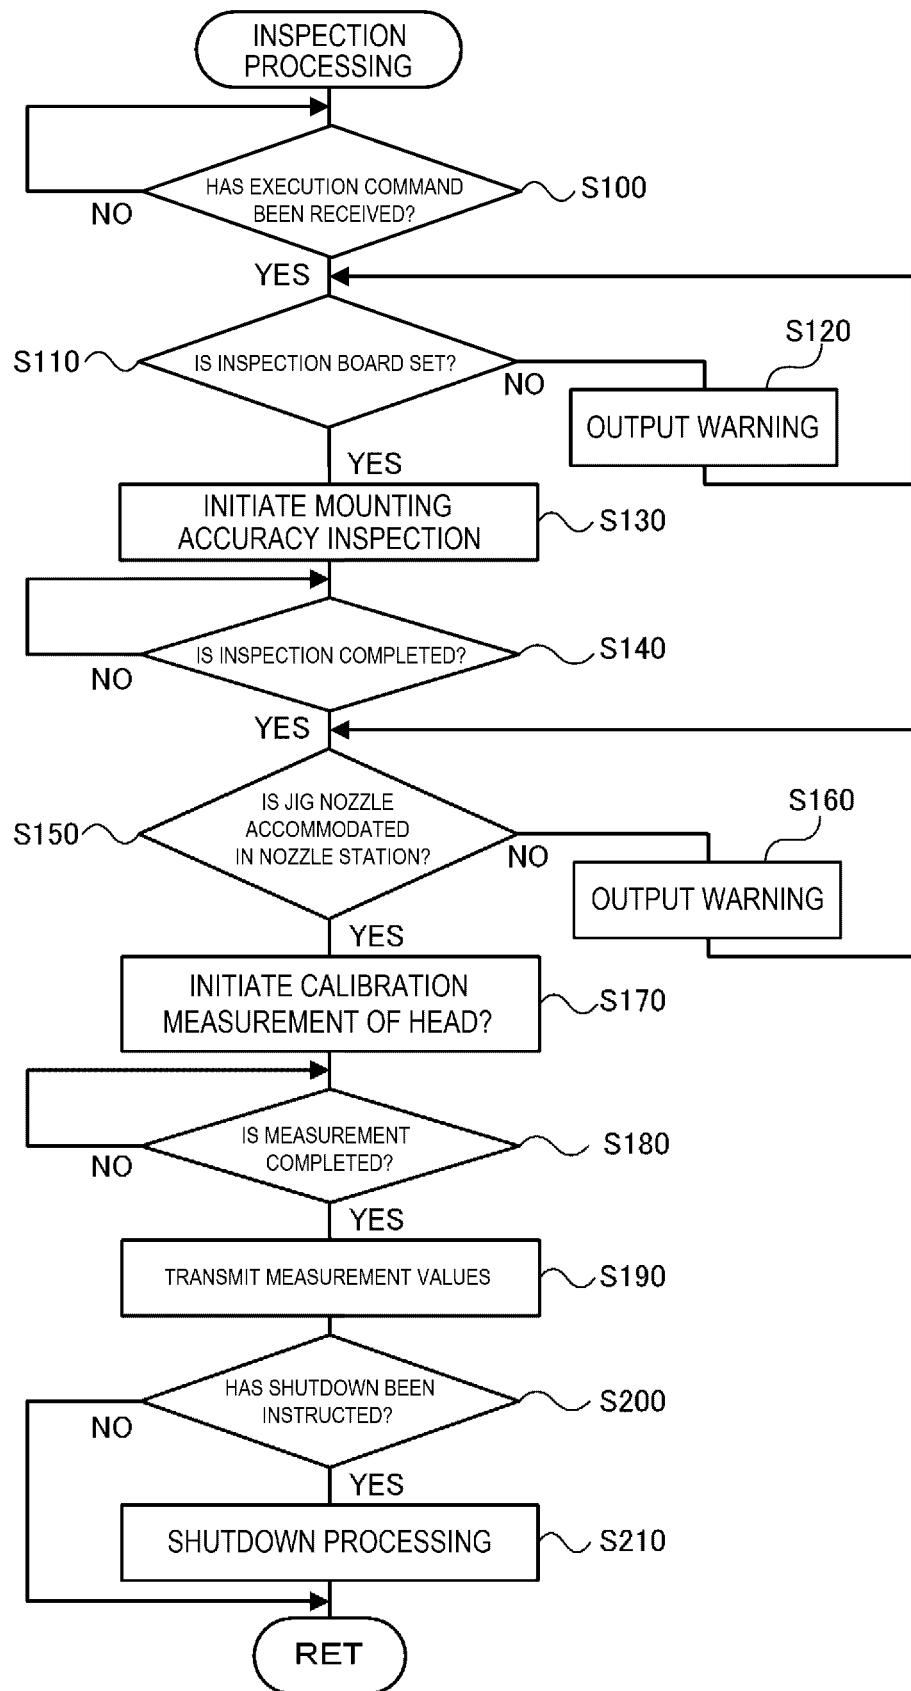 INSPECTION
PROCESSING
HAS EXECUTION COMMAND
BEEN RECEIVED?
S100
NO
YES
S110
IS INSPECTION BOARD SET?
NO
S120
OUTPUT WARNING
YES
INITIATE MOUNTING
ACCURACY INSPECTION
S130
IS INSPECTION COMPLETED?
S140
NO
YES
S150
IS JIG NOZZLE
ACCOMMODATED
IN NOZZLE STATION?
NO
S160
OUTPUT WARNING
YES
INITIATE CALIBRATION
MEASUREMENT OF HEAD?
S170
IS MEASUREMENT
COMPLETED?
S180
NO
YES
TRANSMIT MEASUREMENT VALUES
S190
HAS SHUTDOWN BEEN
INSTRUCTED?
S200
NO
YES
SHUTDOWN PROCESSING
S210
RET